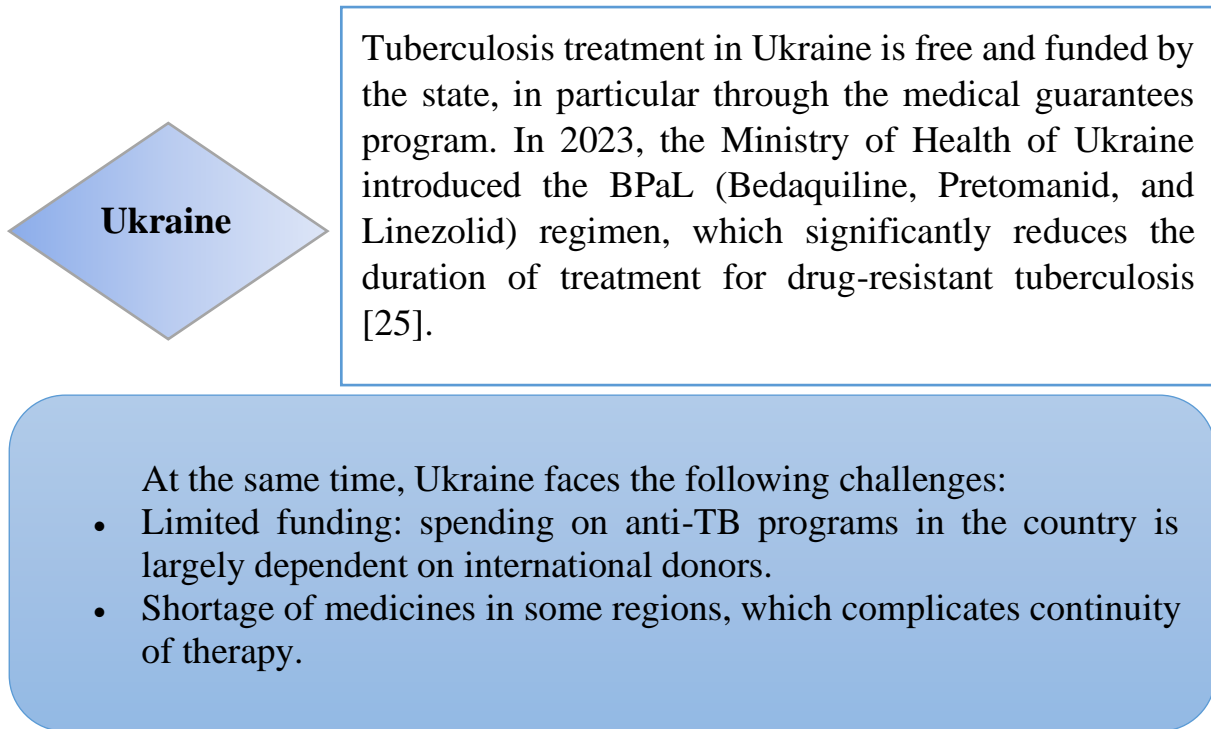 Ukraine
Tuberculosis treatment in Ukraine is free and funded by
the state, in particular through the medical guarantees
program. In 2023, the Ministry of Health of Ukraine
introduced the BPaL (Bedaquiline, Pretomanid, and
Linezolid) regimen, which significantly reduces the
duration of treatment for drug-resistant tuberculosis
[25].
At the same time, Ukraine faces the following challenges:
• Limited funding: spending on anti-TB programs in the country is
largely dependent on international donors.
• Shortage of medicines in some regions, which complicates continuity
of therapy.